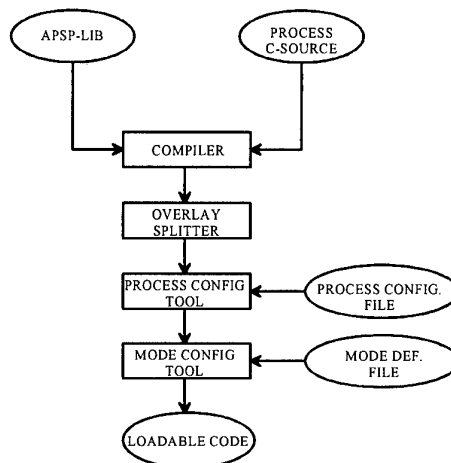 APSP-LIB
PROCESS
C-SOURCE
COMPILER
OVERLAY
SPLITTER
PROCESS CONFIG
TOOL
PROCESS CONFIG.
FILE
MODE CONFIG
TOOL
MODE DEF.
FILE
LOADABLE CODE